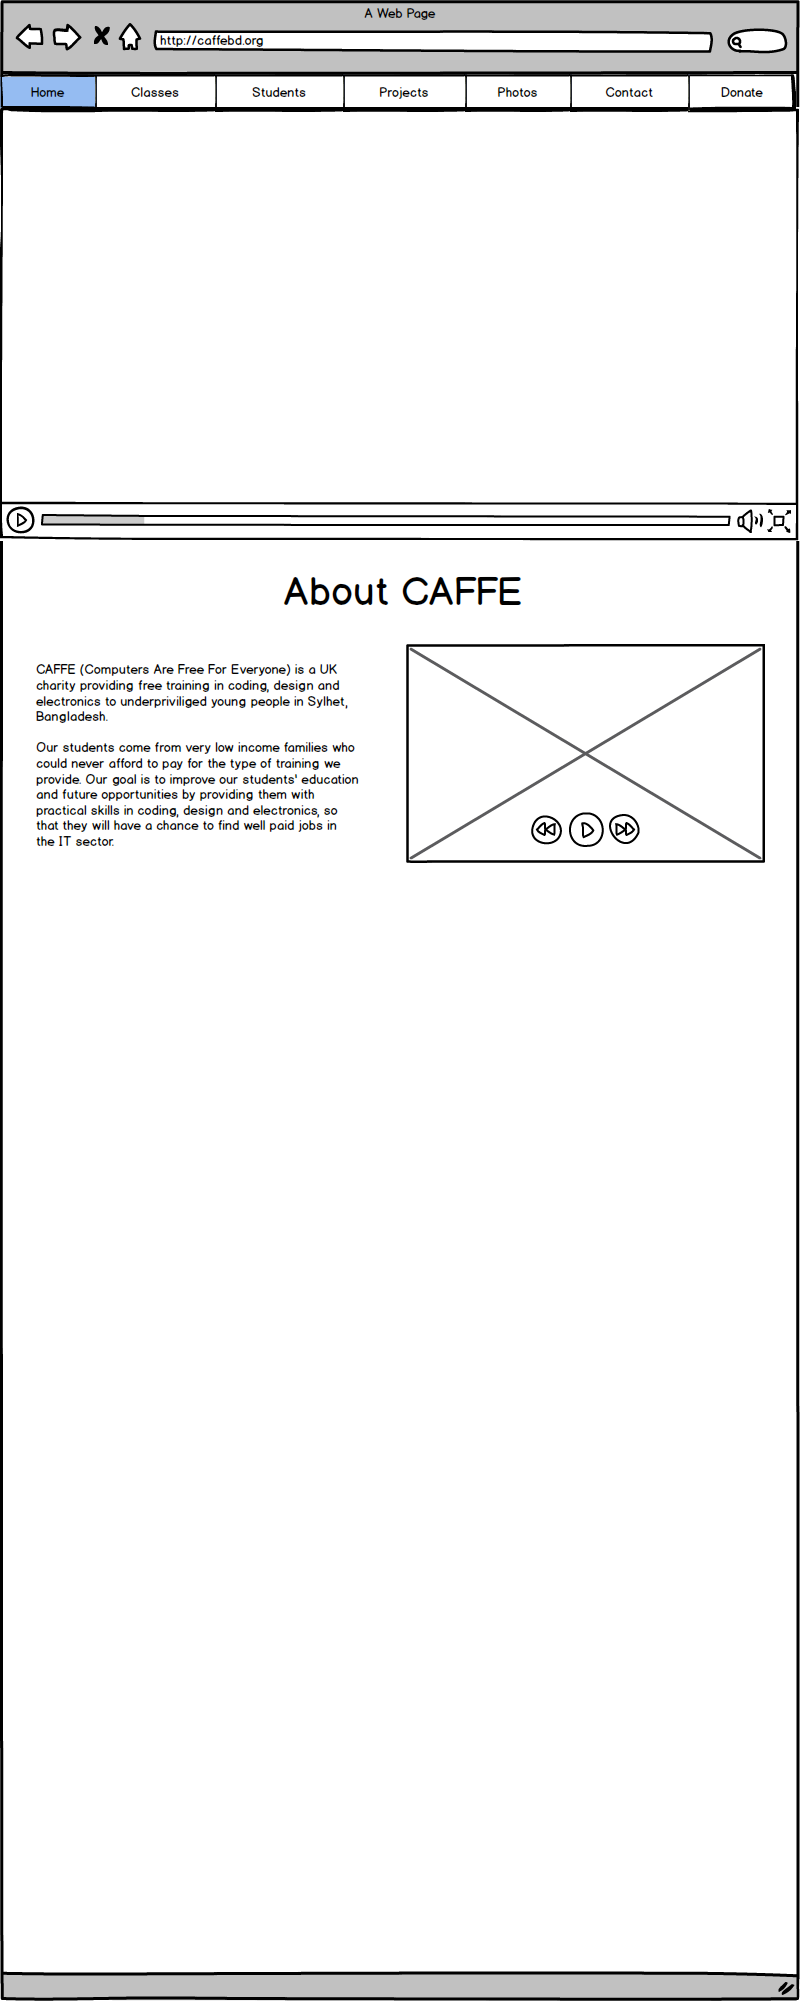 A Web Page
http://caffebd.org
Home Classes Students Projects Photos Contact Donate
About CAFFE
CAFFE (Computers Are Free For Everyone) is a UK
charity providing free training in coding, design and
electronics to underpriviliged young people in Sylhet,
Bangladesh.
Our students come from very low income families who
could never afford to pay for the type of training we
provide. Our goal is to improve our students' education
and future opportunities by providing them with
practical skills in coding, design and electronics, so
that they will have a chance to find well paid jobs in
the IT sector.